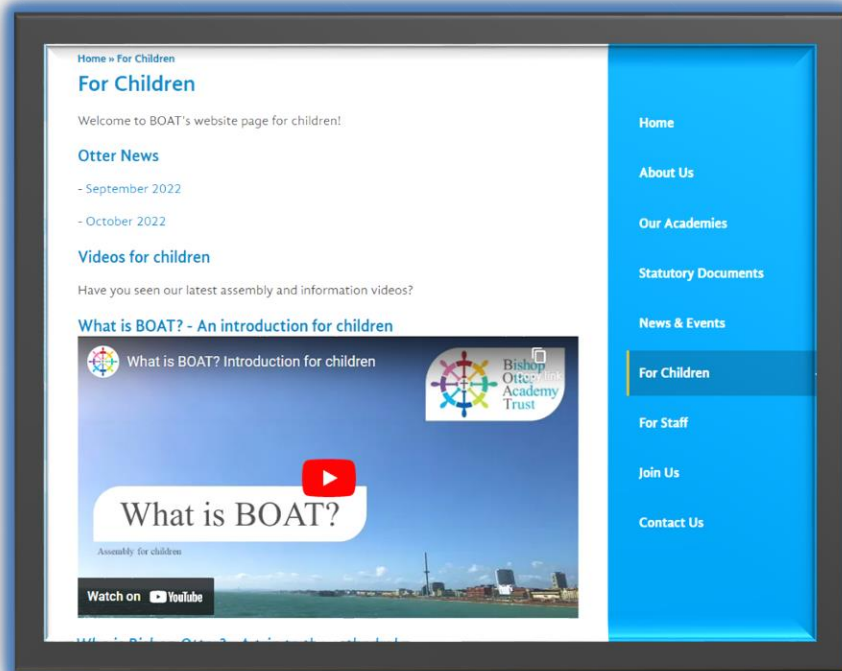 Home » For Children
For Children
Welcome to BOAT's website page for children!
Otter News
- September 2022
- October 2022
Videos for children
Have you seen our latest assembly and information videos?
What is BOAT? - An introduction for children
What is BOAT? Introduction for children
Copy link
Bishop
Otter
Academy
Trust
What is BOAT?
Assembly for children
Watch on YouTube
Home
About Us
Our Academies
Statutory Documents
News & Events
For Children
For Staff
Join Us
Contact Us